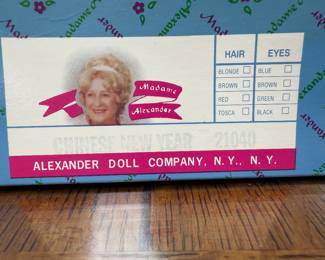 HAIR EYES
BLONDE BLUE
BROWN BROWN
RED GREEN
TOSCA BLACK
Madame
Alexander
CHINESE NEW YEAR 21040
ALEXANDER DOLL COMPANY, N.Y., N.Y.